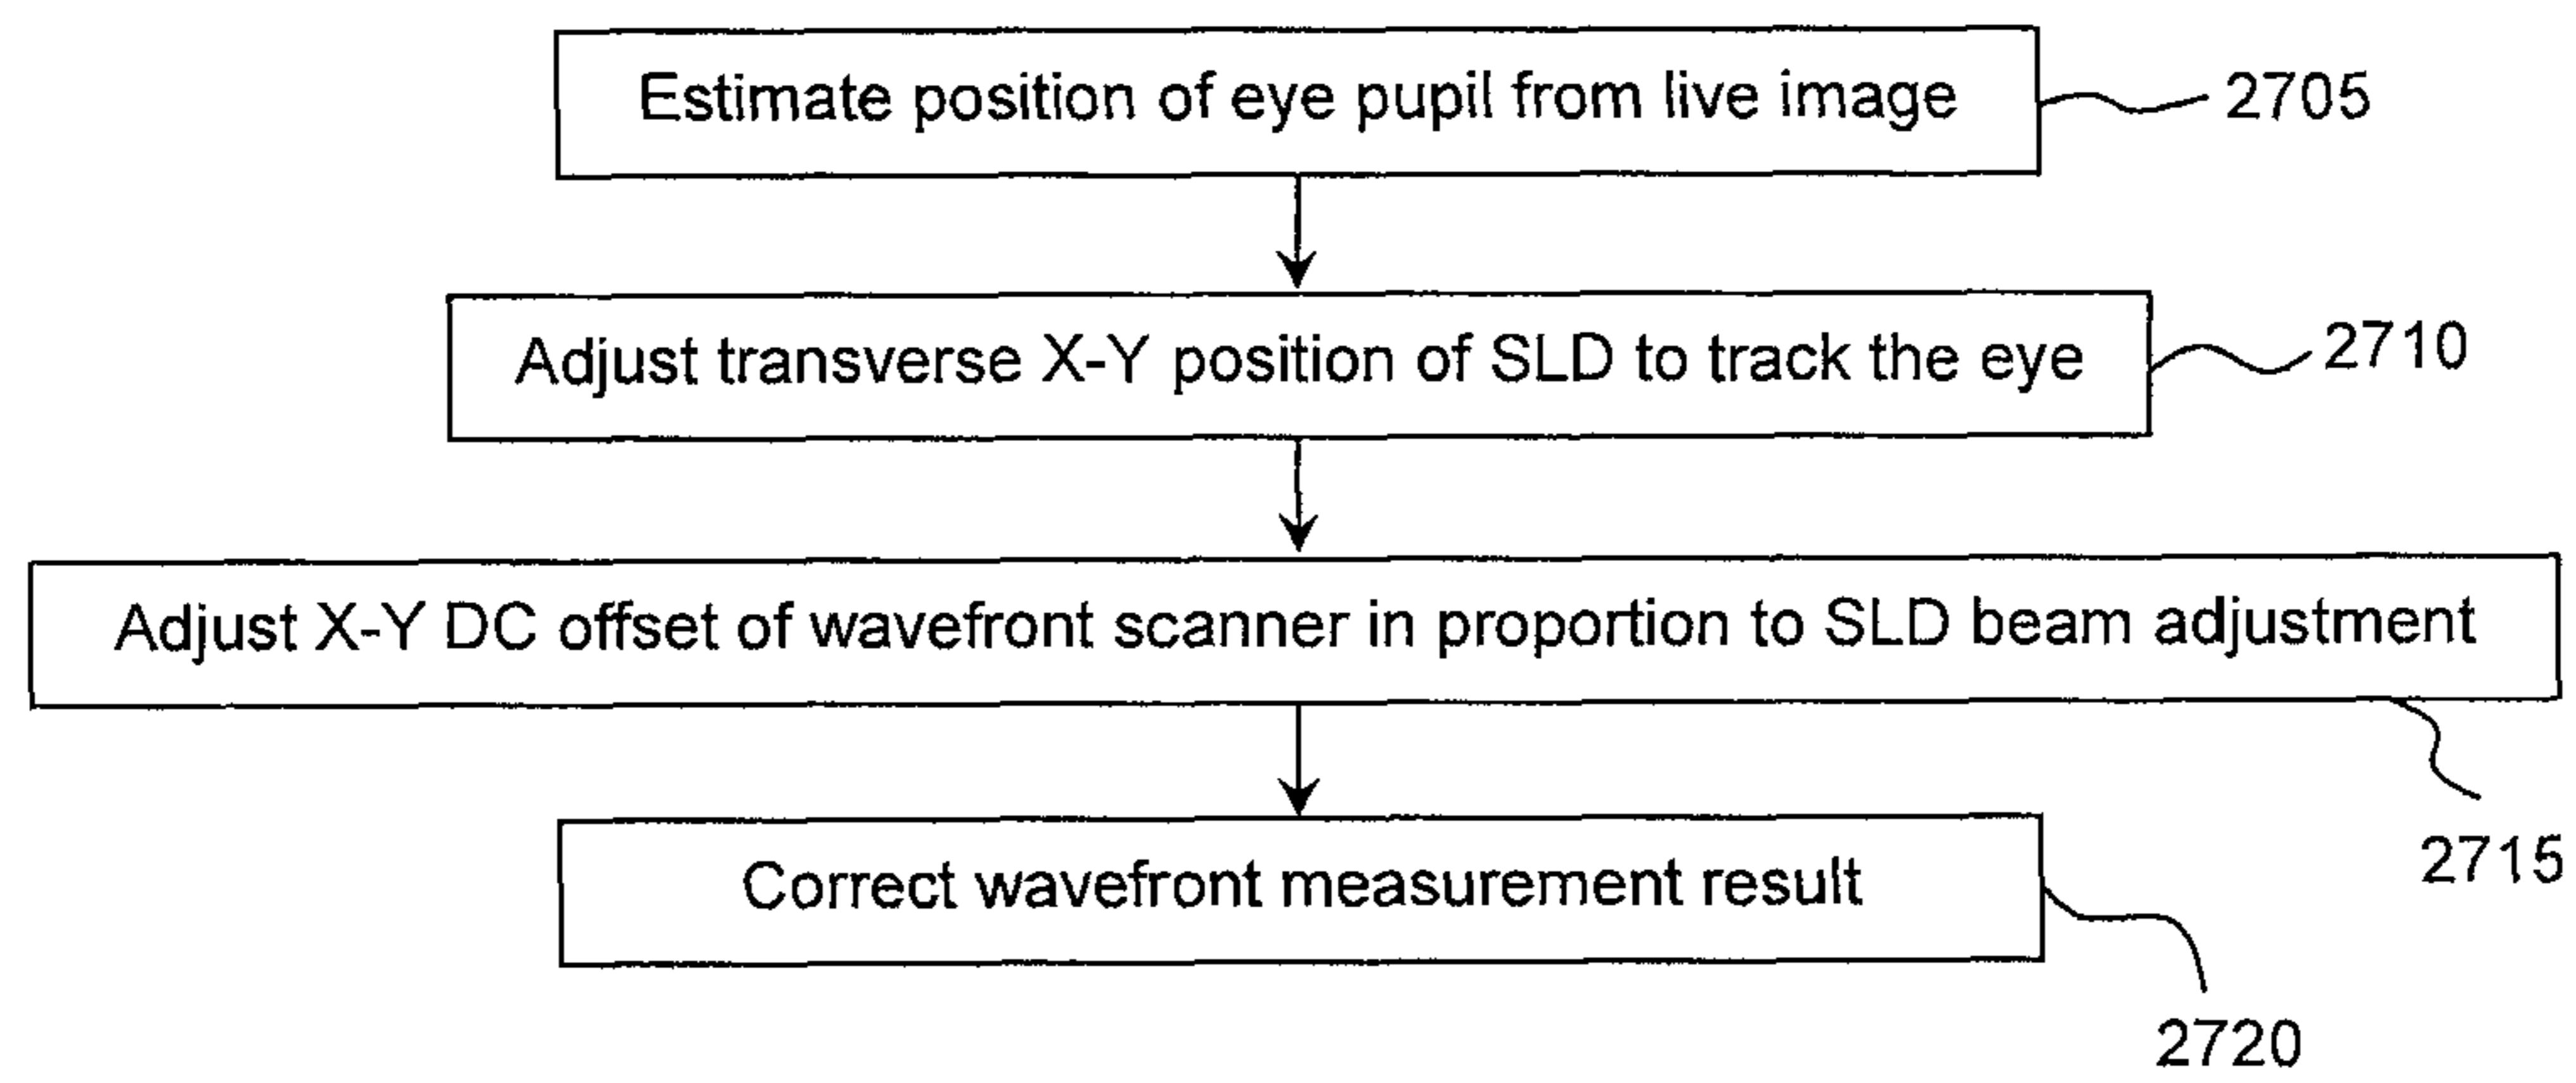 Estimate position of eye pupil from live image
2705
Adjust transverse X-Y position of SLD to track the eye
2710
Adjust X-Y DC offset of wavefront scanner in proportion to SLD beam adjustment
2715
Correct wavefront measurement result
2720